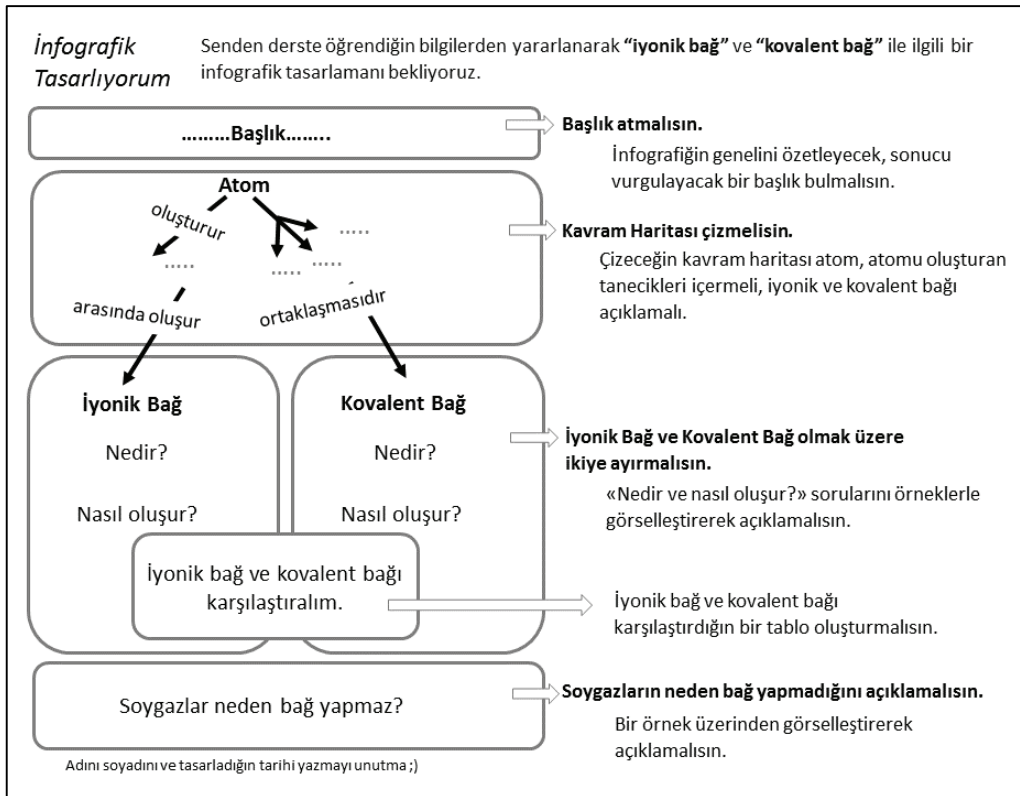 İnfografik
Tasarlıyorum
Senden derste öğrendiğin bilgilerden yararlanarak “iyonik bağ” ve “kovalent bağ” ile ilgili bir
infografik tasarlamanı bekliyoruz.
………Başlık……..
Başlık atmalısın.
İnfografiğin genelini özetleyecek, sonucu
vurgulayacak bir başlık bulmalısın.
Atom
oluşturur
…..
…..
…..
…..
arasında oluşur
ortaklaşmasıdır
Kavram Haritası çizmelisin.
Çizeceğin kavram haritası atom, atomu oluşturan
tanecikleri içermeli, iyonik ve kovalent bağı
açıklamalı.
İyonik Bağ
Nedir?
Nasıl oluşur?
Kovalent Bağ
Nedir?
Nasıl oluşur?
İyonik Bağ ve Kovalent Bağ olmak üzere
ikiye ayırmalısın.
«Nedir ve nasıl oluşur?» sorularını örneklerle
görselleştirerek açıklamalısın.
İyonik bağ ve kovalent bağı
karşılaştıralım.
İyonik bağ ve kovalent bağı
karşılaştırdığın bir tablo oluşturmalısın.
Soygazlar neden bağ yapmaz?
Soygazların neden bağ yapmadığını açıklamalısın.
Bir örnek üzerinden görselleştirerek
açıklamalısın.
Adını soyadını ve tasarladığın tarihi yazmayı unutma ;)